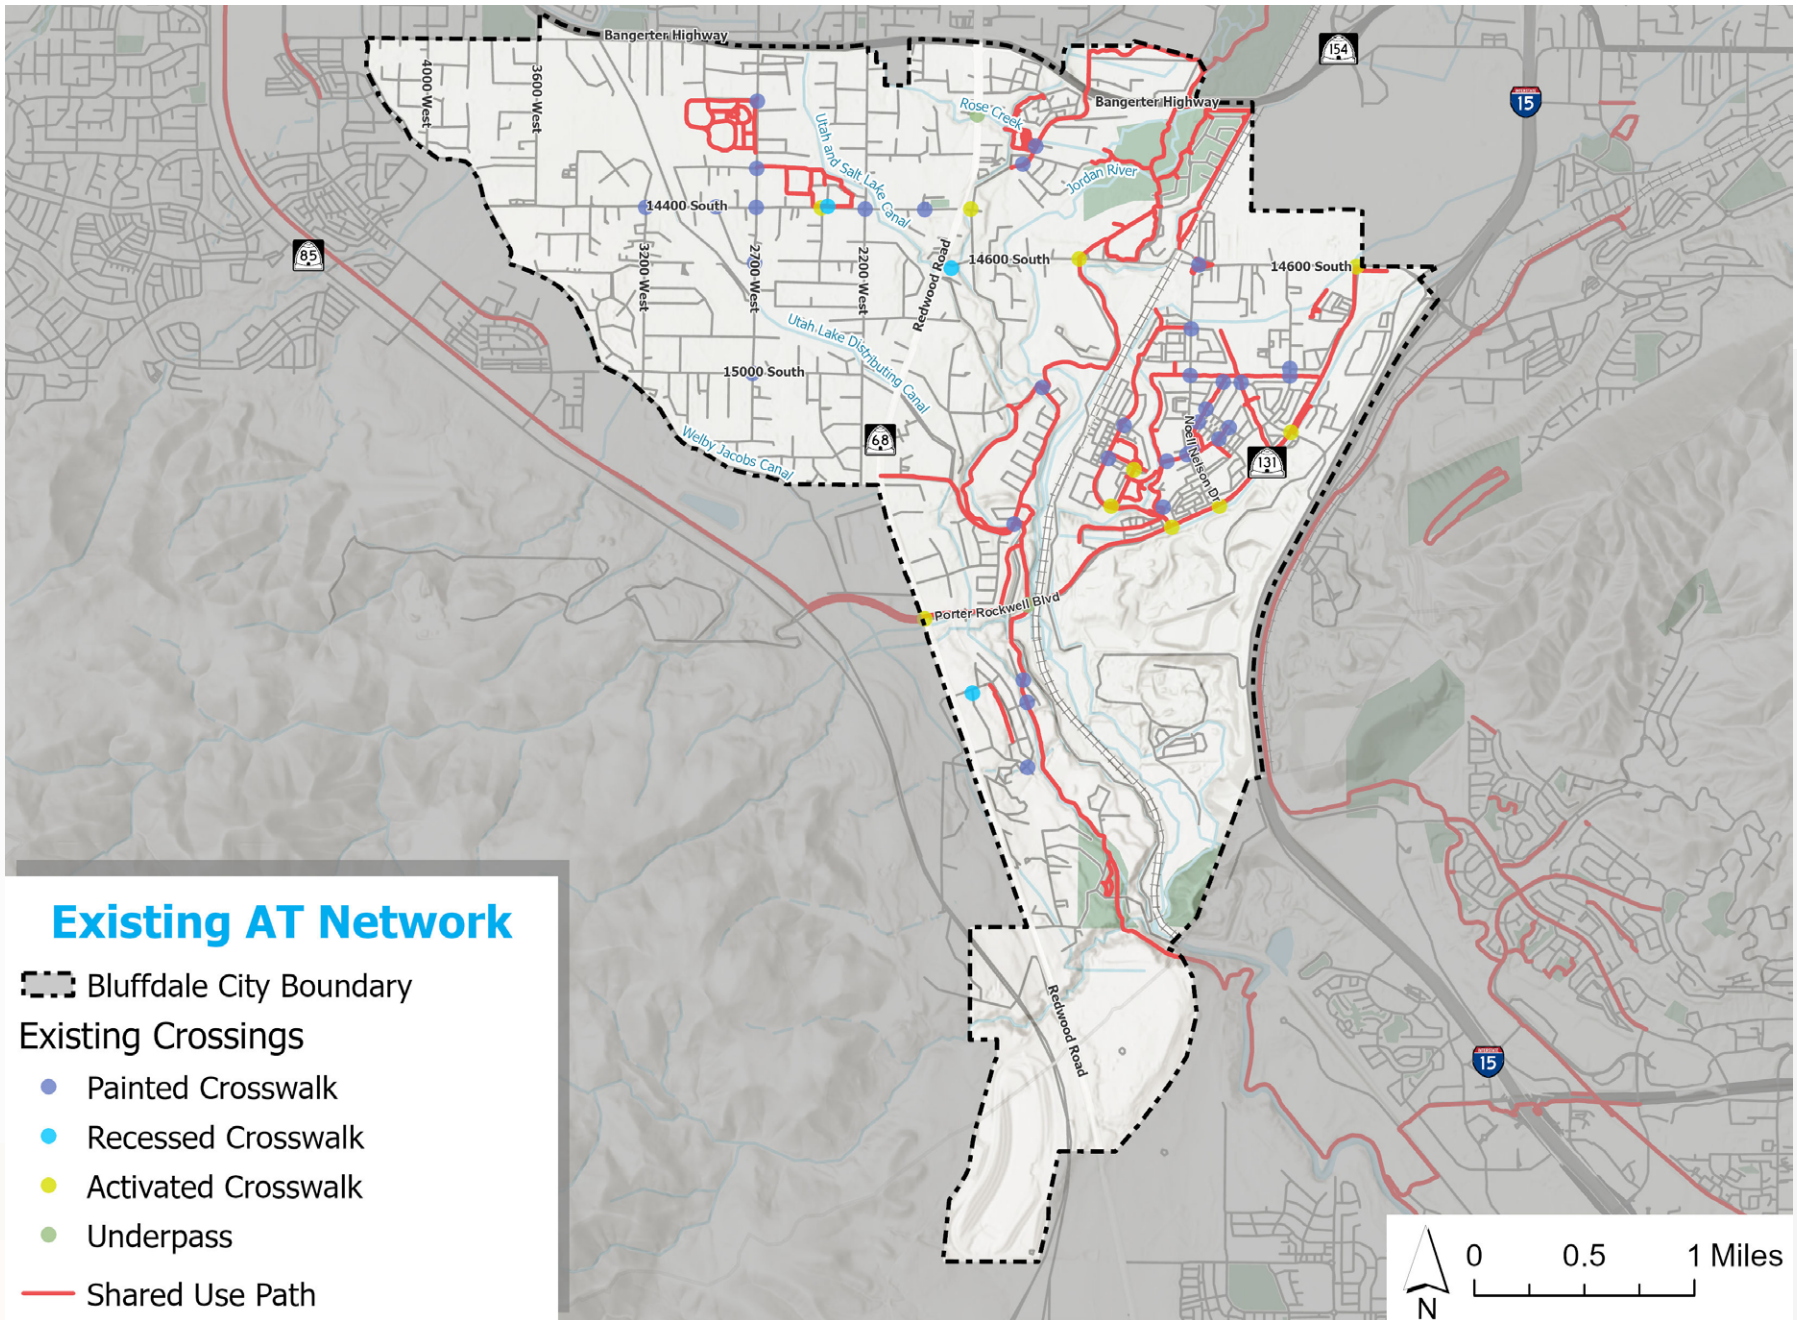 Bangerter Highway
154
15
4000 West
3600 West
Rose Creek
Bangerter Highway
Utah and Salt Lake Canal
Jordan River
14400 South
85
3200 West
2700 West
2200 West
Redwood Road
14600 South
14600 South
Utah Lake Distributing Canal
15000 South
Welby Jacobs Canal
68
Noell Nelson Dr
131
Porter Rockwell Blvd
Redwood Road
15
Existing AT Network
Bluffdale City Boundary
Existing Crossings
Painted Crosswalk
Recessed Crosswalk
Activated Crosswalk
Underpass
Shared Use Path
0 0.5 1 Miles
N